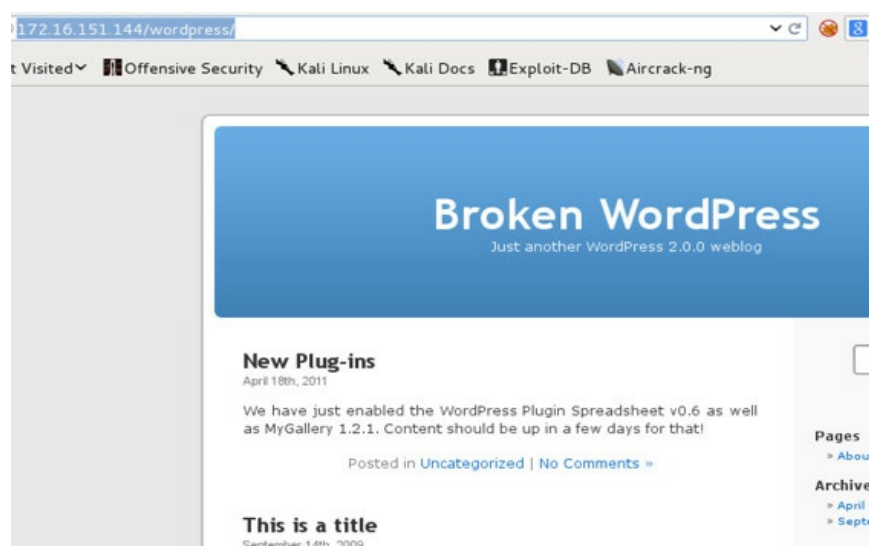 172.16.151.144/wordpress/
8
t Visited Offensive Security Kali Linux Kali Docs Exploit-DB Aircrack-ng
Broken WordPress
Just another WordPress 2.0.0 weblog
New Plug-ins
April 18th, 2011
We have just enabled the WordPress Plugin Spreadsheet v0.6 as well
as MyGallery 1.2.1. Content should be up in a few days for that!
Posted in Uncategorized | No Comments »
This is a title
September 14th, 2009
Pages
» Abou
Archive
» April
» Septe